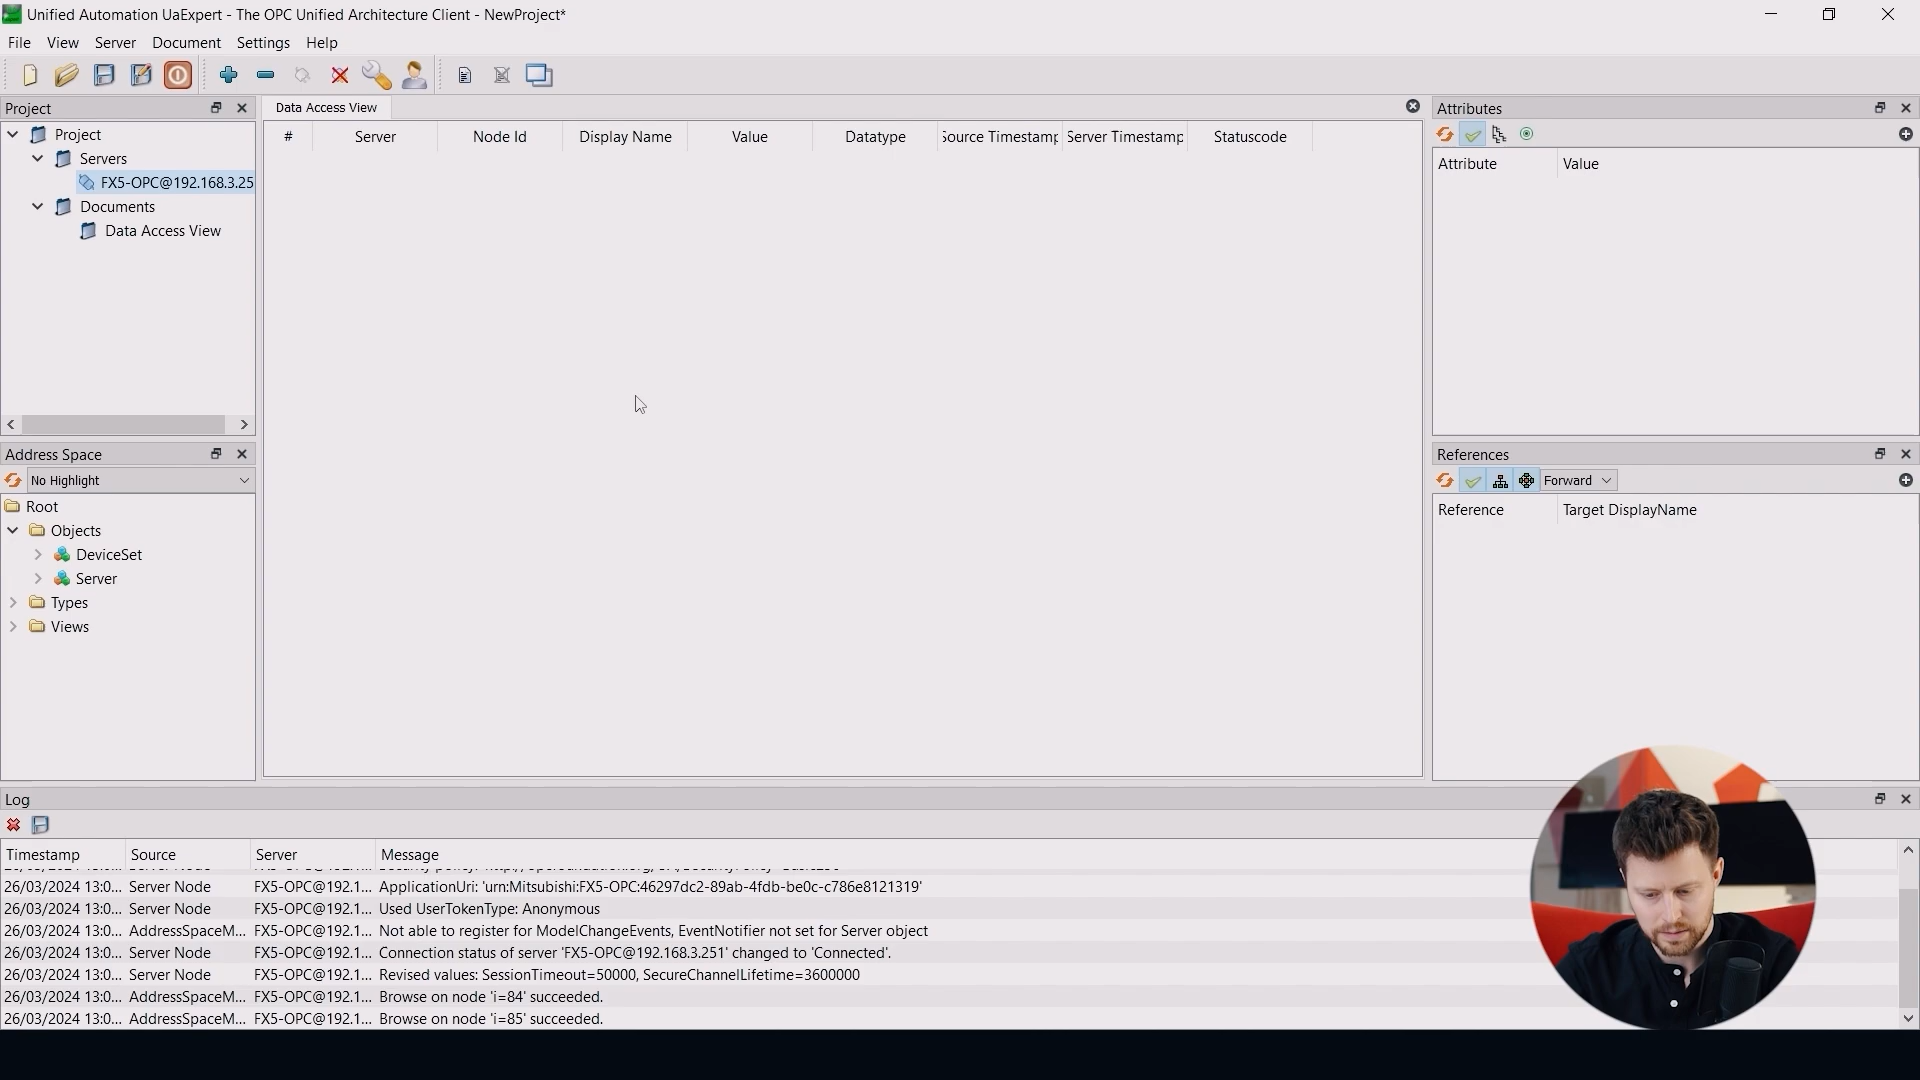 Unified Automation UaExpert - The OPC Unified Architecture Client - NewProject*
File View Server Document Settings Help
Project
Project
Servers
FX5-OPC@192.168.3.25
Documents
Data Access View
Address Space
No Highlight
Root
Objects
DeviceSet
Server
Types
Views
Data Access View
# Server Node Id Display Name Value Datatype Source Timestamp Server Timestamp Statuscode
Attributes
Attribute Value
References
Forward
Reference Target DisplayName
Log
Timestamp Source Server Message
26/03/2024 13:0... Server Node FX5-OPC@192.1... ApplicationUri: 'urn:Mitsubishi:FX5-OPC:46297dc2-89ab-4fdb-be0c-c786e8121319'
26/03/2024 13:0... Server Node FX5-OPC@192.1... Used UserTokenType: Anonymous
26/03/2024 13:0... AddressSpaceM... FX5-OPC@192.1... Not able to register for ModelChangeEvents, EventNotifier not set for Server object
26/03/2024 13:0... Server Node FX5-OPC@192.1... Connection status of server 'FX5-OPC@192.168.3.251' changed to 'Connected'.
26/03/2024 13:0... Server Node FX5-OPC@192.1... Revised values: SessionTimeout=50000, SecureChannelLifetime=3600000
26/03/2024 13:0... AddressSpaceM... FX5-OPC@192.1... Browse on node 'i=84' succeeded.
26/03/2024 13:0... AddressSpaceM... FX5-OPC@192.1... Browse on node 'i=85' succeeded.